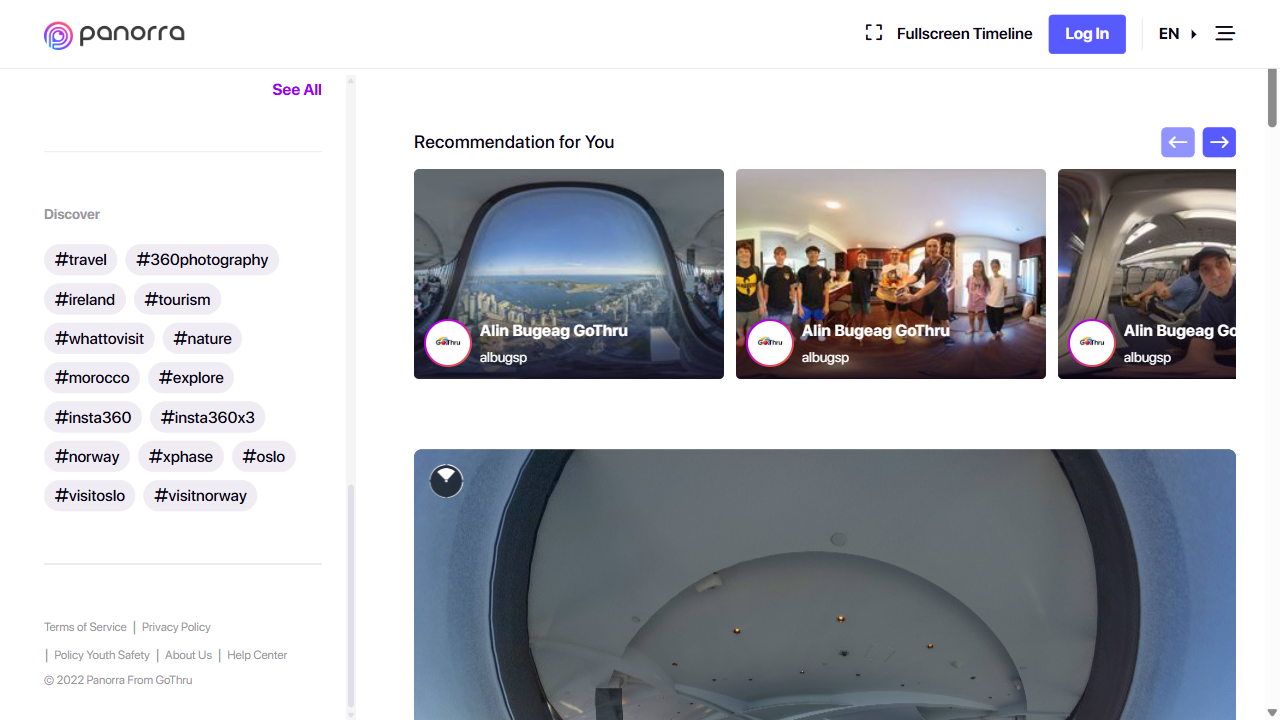 panorra
Fullscreen Timeline
Log In
EN
See All
Discover
#travel
#360photography
#ireland
#tourism
#whattovisit
#nature
#morocco
#explore
#insta360
#insta360x3
#norway
#xphase
#oslo
#visitoslo
#visitnorway
Terms of Service | Privacy Policy
| Policy Youth Safety | About Us | Help Center
© 2022 Panorra From GoThru
Recommendation for You
GoThru
Alin Bugeag GoThru
albugsp
GoThru
Alin Bugeag GoThru
albugsp
GoThru
Alin Bugeag Go
albugsp